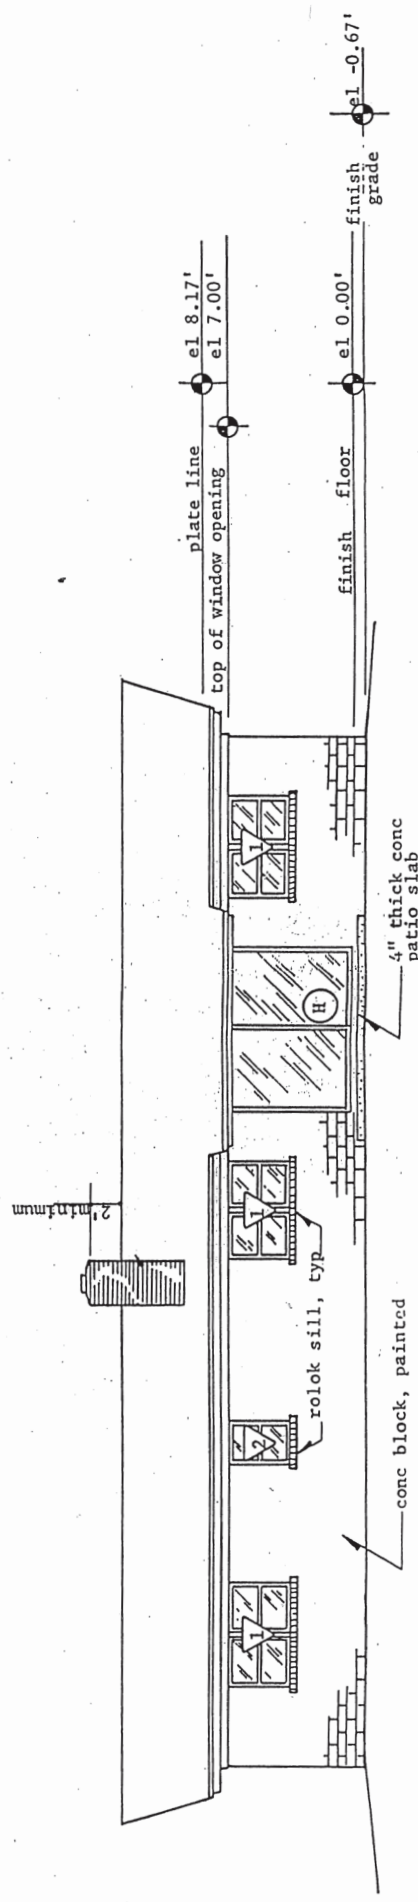 2' minimum
plate line
el 8.17'
top of window opening
el 7.00'
finish floor
el 0.00'
finish
grade
el -0.67'
1
2
1
H
1
rolok sill, typ
4" thick conc
patio slab
conc block, painted